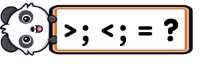 >; <; = ?